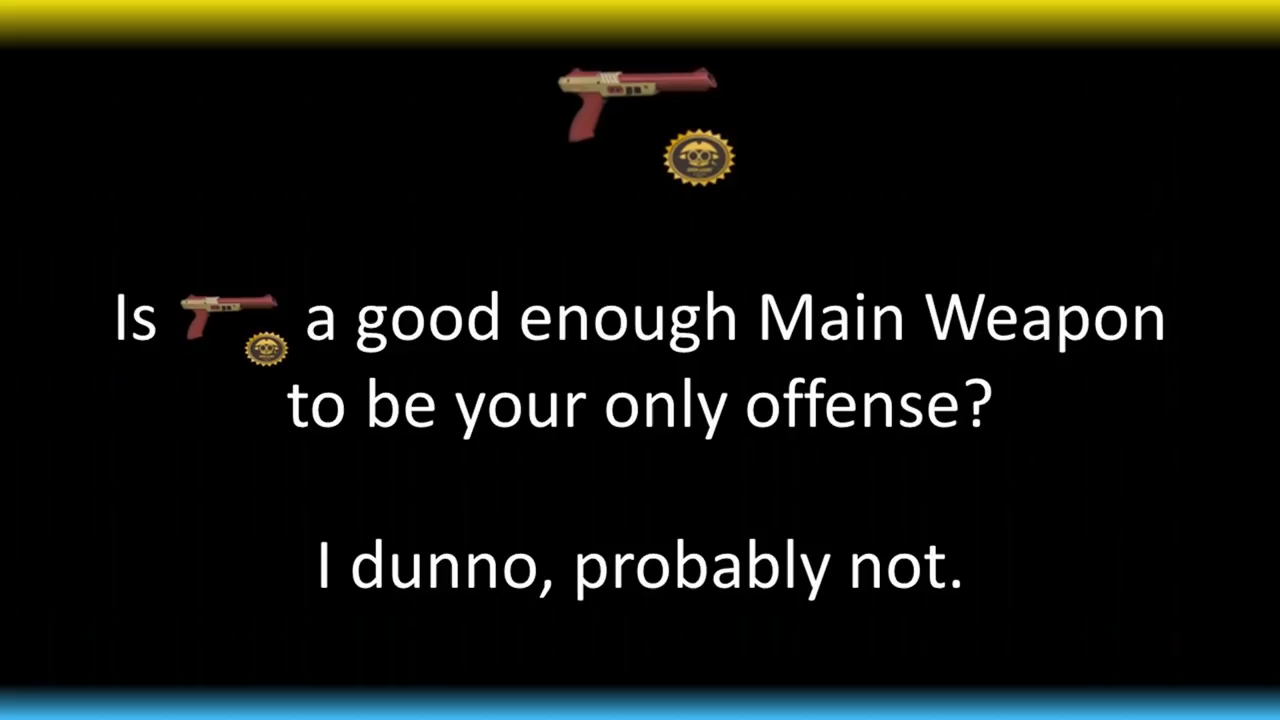 Is a good enough Main Weapon
to be your only offense?
I dunno, probably not.